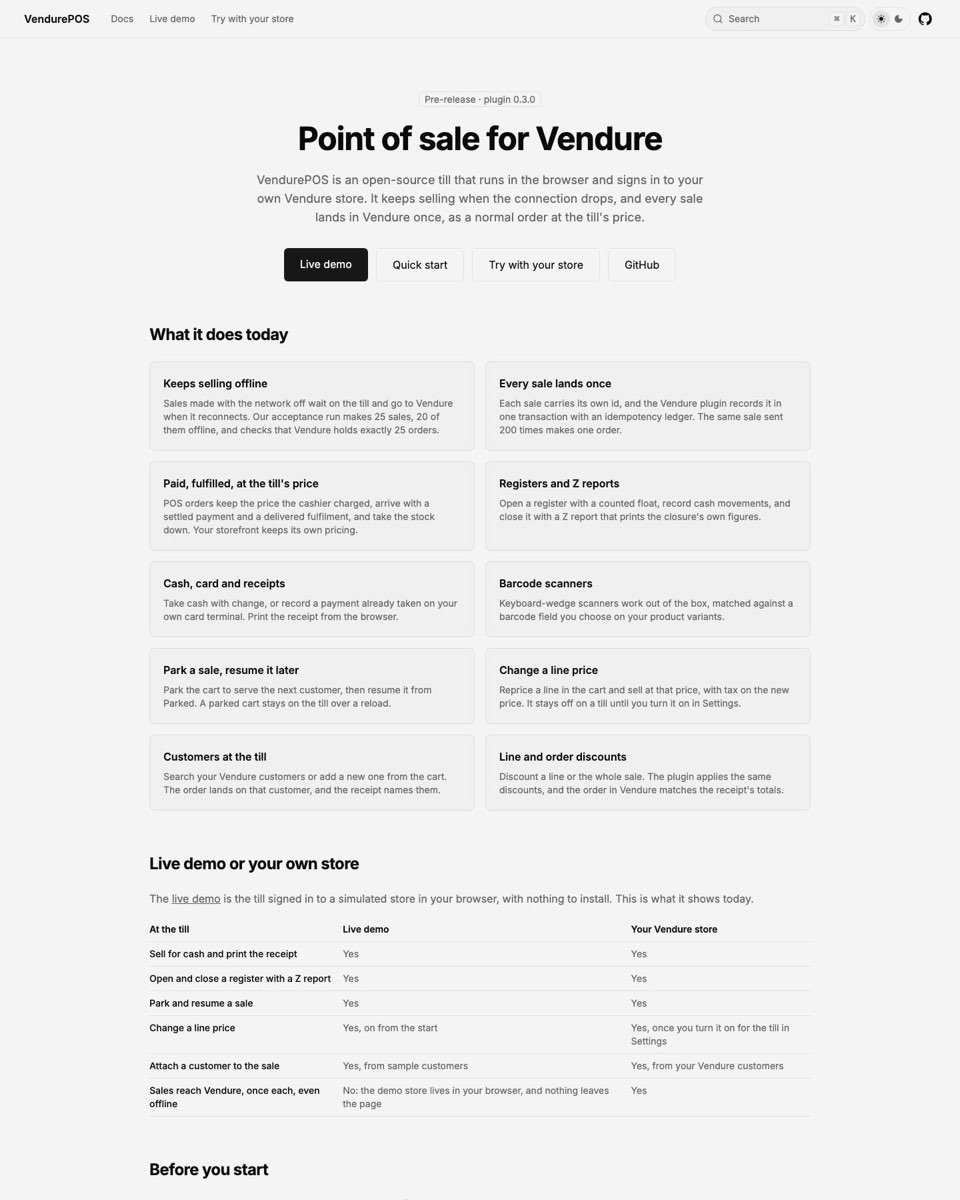 VendurePOS Docs Live demo Try with your store Search ⌘ K
Pre-release · plugin 0.3.0
Point of sale for Vendure
VendurePOS is an open-source till that runs in the browser and signs in to your
own Vendure store. It keeps selling when the connection drops, and every sale
lands in Vendure once, as a normal order at the till's price.
Live demo Quick start Try with your store GitHub
What it does today
Keeps selling offline
Sales made with the network off wait on the till and go to Vendure
when it reconnects. Our acceptance run makes 25 sales, 20 of
them offline, and checks that Vendure holds exactly 25 orders.
Every sale lands once
Each sale carries its own id, and the Vendure plugin records it in
one transaction with an idempotency ledger. The same sale sent
200 times makes one order.
Paid, fulfilled, at the till's price
POS orders keep the price the cashier charged, arrive with a
settled payment and a delivered fulfilment, and take the stock
down. Your storefront keeps its own pricing.
Registers and Z reports
Open a register with a counted float, record cash movements, and
close it with a Z report that prints the closure's own figures.
Cash, card and receipts
Take cash with change, or record a payment already taken on your
own card terminal. Print the receipt from the browser.
Barcode scanners
Keyboard-wedge scanners work out of the box, matched against a
barcode field you choose on your product variants.
Park a sale, resume it later
Park the cart to serve the next customer, then resume it from
Parked. A parked cart stays on the till over a reload.
Change a line price
Reprice a line in the cart and sell at that price, with tax on the new
price. It stays off on a till until you turn it on in Settings.
Customers at the till
Search your Vendure customers or add a new one from the cart.
The order lands on that customer, and the receipt names them.
Line and order discounts
Discount a line or the whole sale. The plugin applies the same
discounts, and the order in Vendure matches the receipt's totals.
Live demo or your own store
The live demo is the till signed in to a simulated store in your browser, with nothing to install. This is what it shows today.
At the till Live demo Your Vendure store
Sell for cash and print the receipt Yes Yes
Open and close a register with a Z report Yes Yes
Park and resume a sale Yes Yes
Change a line price Yes, on from the start Yes, once you turn it on for the till in
Settings
Attach a customer to the sale Yes, from sample customers Yes, from your Vendure customers
Sales reach Vendure, once each, even No: the demo store lives in your browser, and nothing leaves Yes
offline the page
Before you start